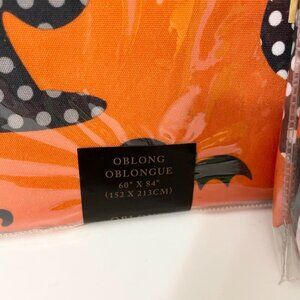 OBLONG
OBLONGUE
60" X 84"
(152 X 213CM)